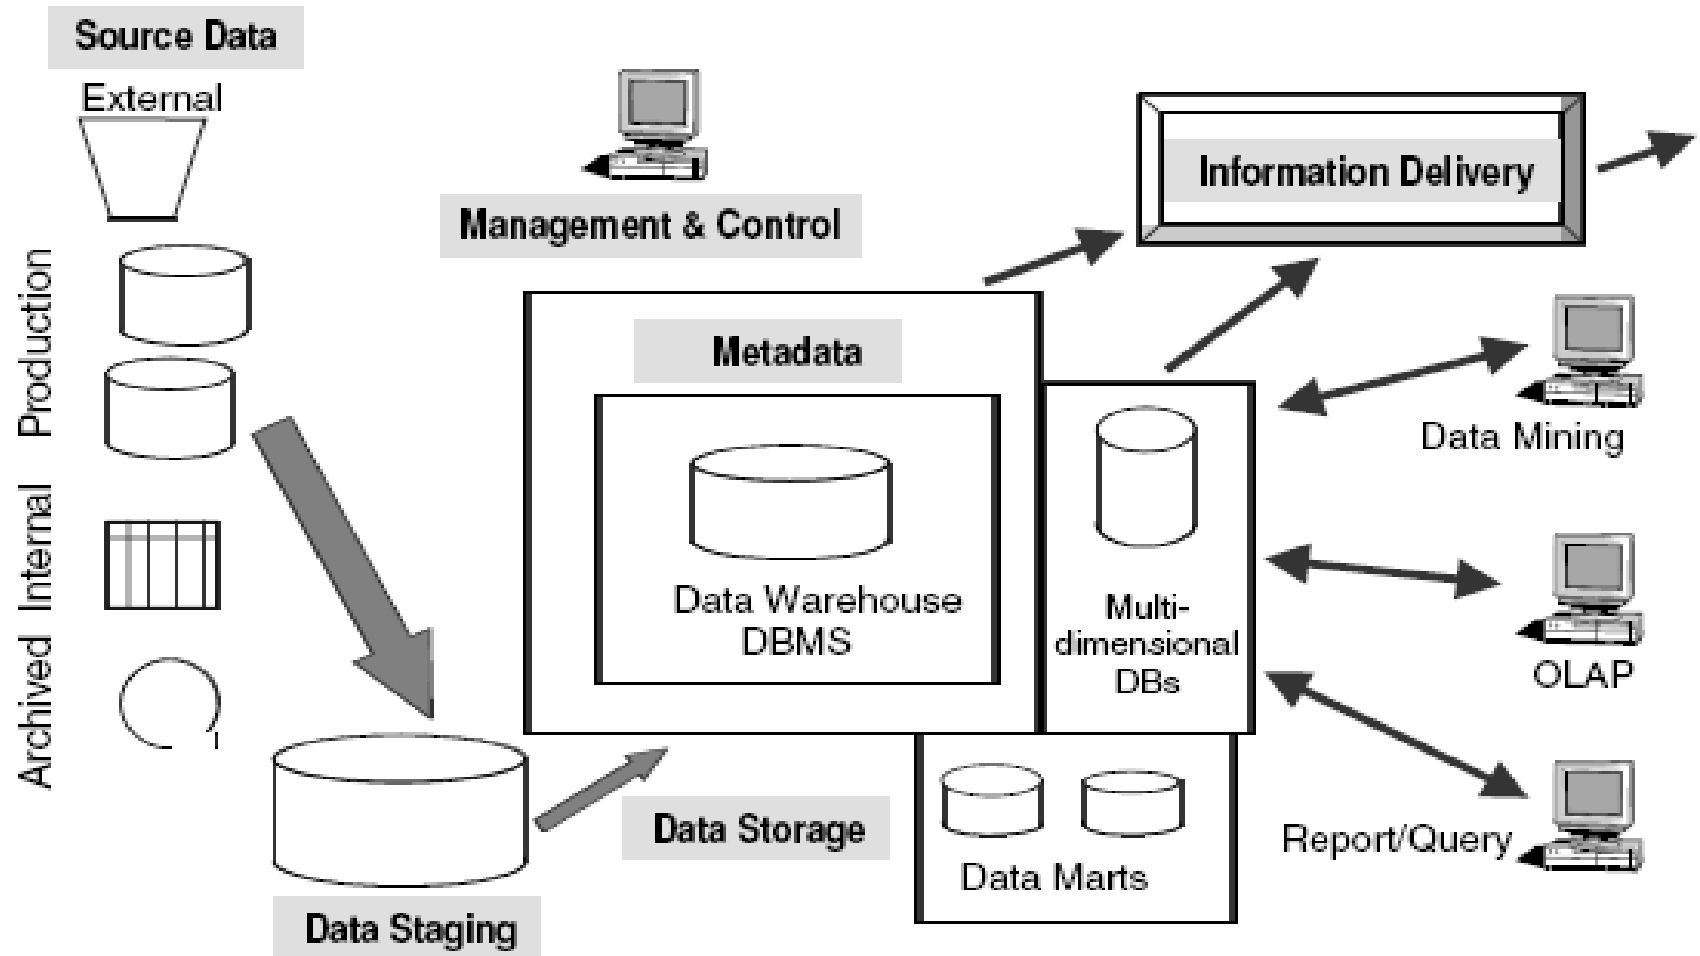 Source Data
External
Production
Internal
Archived
Management & Control
Information Delivery
Metadata
Data Warehouse
DBMS
Multi-
dimensional
DBs
Data Mining
OLAP
Report/Query
Data Storage
Data Marts
Data Staging